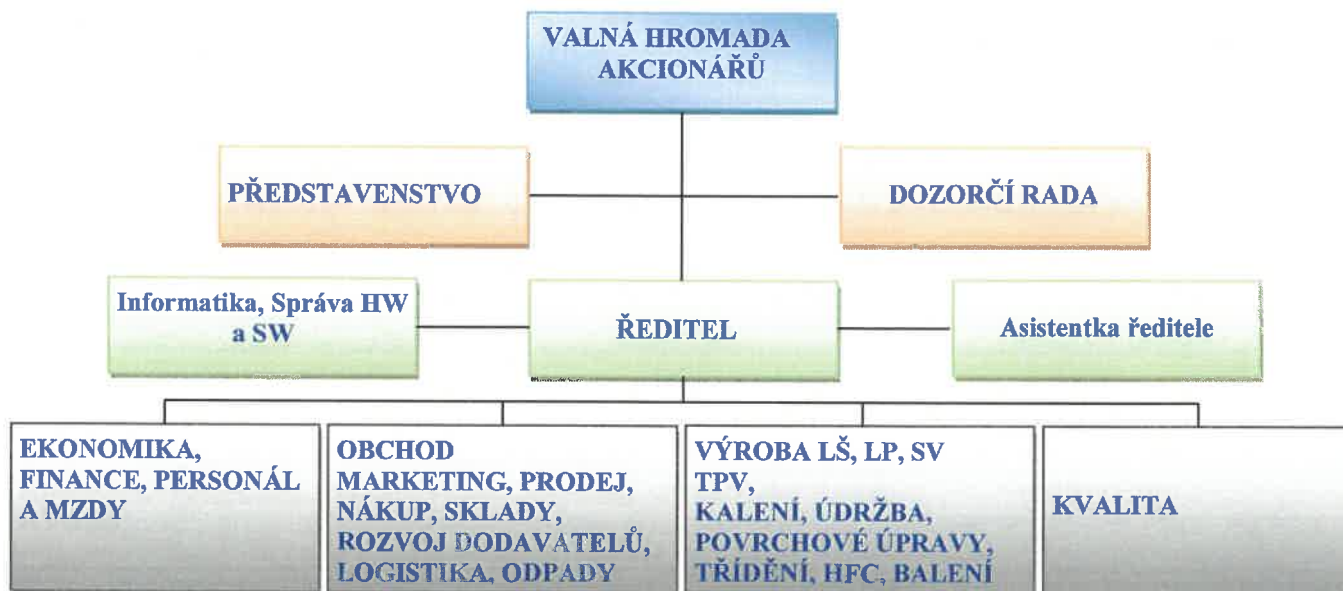 VALNÁ HROMADA
AKCIONÁŘŮ
PŘEDSTAVENSTVO
DOZORČÍ RADA
Informatika, Správa HW
a SW
ŘEDITEL
Asistentka ředitele
EKONOMIKA,
FINANCE, PERSONÁL
A MZDY
OBCHOD
MARKETING, PRODEJ,
NÁKUP, SKLADY,
ROZVOJ DODAVATELŮ,
LOGISTIKA, ODPADY
VÝROBA LŠ, LP, SV
TPV,
KALENÍ, ÚDRŽBA,
POVRCHOVÉ ÚPRAVY,
TŘÍDĚNÍ, HFC, BALENÍ
KVALITA